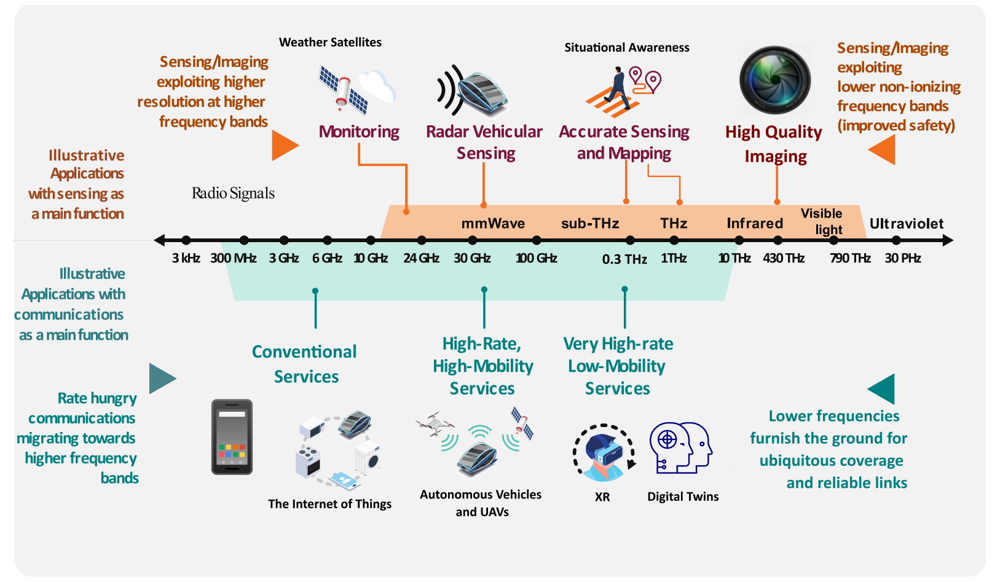 Weather Satellites
Situational Awareness
Sensing/Imaging
exploiting higher
resolution at higher
frequency bands
Sensing/Imaging
exploiting
lower non-ionizing
frequency bands
(improved safety)
Monitoring
Radar Vehicular
Sensing
Accurate Sensing
and Mapping
High Quality
Imaging
Illustrative
Applications
with sensing as
a main function
Radio Signals
mmWave
sub-THz
THz
Infrared
Visible
light
Ultraviolet
3 kHz
300 MHz
3 GHz
6 GHz
10 GHz
24 GHz
30 GHz
100 GHz
0.3 THz
1THz
10 THz
430 THz
790 THz
30 PHz
Illustrative
Applications with
communications
as a main function
Conventional
Services
High-Rate,
High-Mobility
Services
Very High-rate
Low-Mobility
Services
Rate hungry
communications
migrating towards
higher frequency
bands
Lower frequencies
furnish the ground for
ubiquitous coverage
and reliable links
The Internet of Things
Autonomous Vehicles
and UAVs
XR
Digital Twins